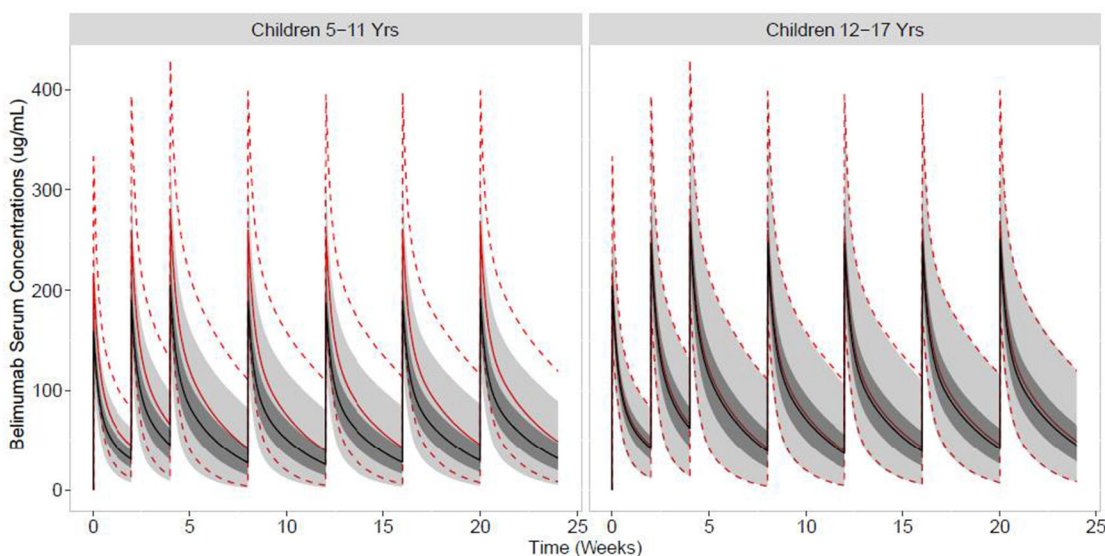 Children 5−11 Yrs
Children 12−17 Yrs
Belimumab Serum Concentrations (ug/mL)
400
300
200
100
0
0 5 10 15 20 25
0 5 10 15 20 25
Time (Weeks)